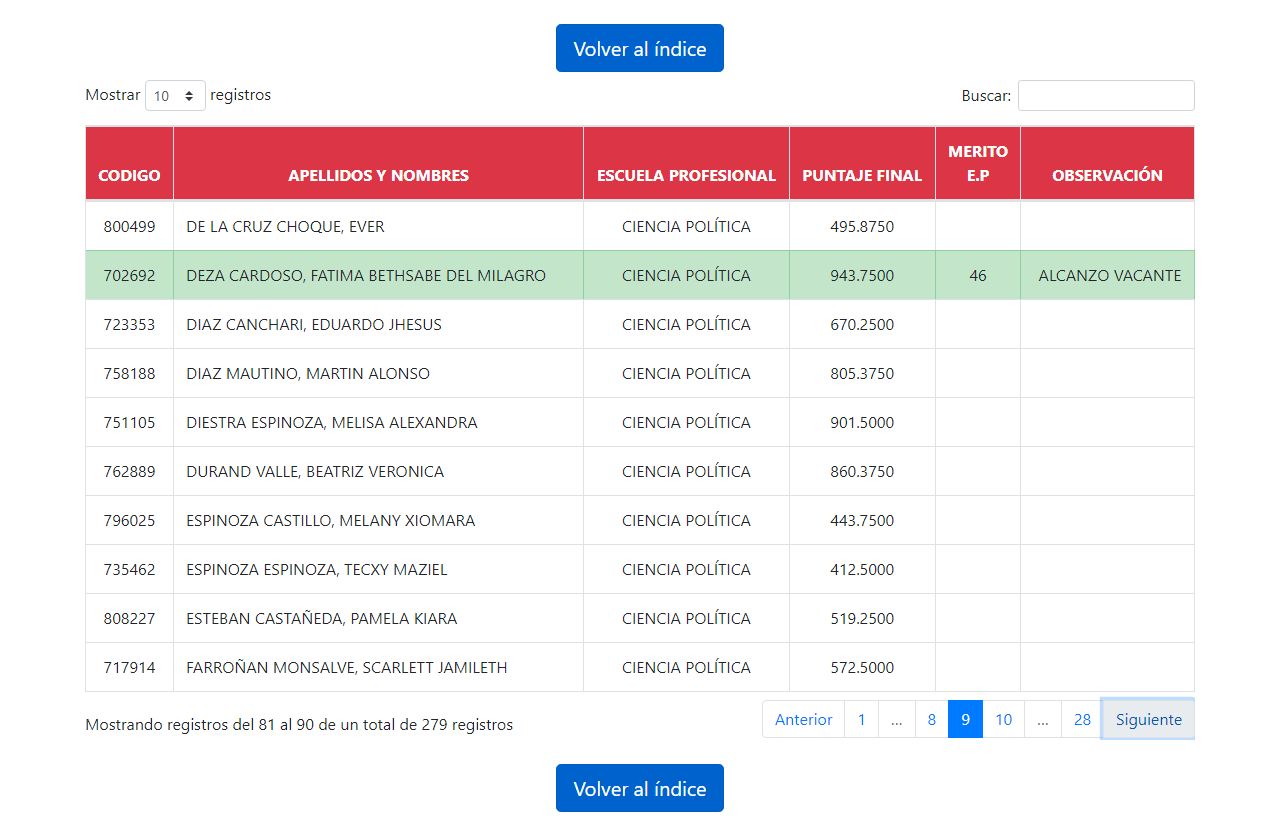 Volver al índice
Mostrar 10 registros Buscar:
CODIGO APELLIDOS Y NOMBRES ESCUELA PROFESIONAL PUNTAJE FINAL MERITO E.P OBSERVACIÓN
800499 DE LA CRUZ CHOQUE, EVER CIENCIA POLÍTICA 495.8750
702692 DEZA CARDOSO, FATIMA BETHSABE DEL MILAGRO CIENCIA POLÍTICA 943.7500 46 ALCANZO VACANTE
723353 DIAZ CANCHARI, EDUARDO JHESUS CIENCIA POLÍTICA 670.2500
758188 DIAZ MAUTINO, MARTIN ALONSO CIENCIA POLÍTICA 805.3750
751105 DIESTRA ESPINOZA, MELISA ALEXANDRA CIENCIA POLÍTICA 901.5000
762889 DURAND VALLE, BEATRIZ VERONICA CIENCIA POLÍTICA 860.3750
796025 ESPINOZA CASTILLO, MELANY XIOMARA CIENCIA POLÍTICA 443.7500
735462 ESPINOZA ESPINOZA, TECXY MAZIEL CIENCIA POLÍTICA 412.5000
808227 ESTEBAN CASTAÑEDA, PAMELA KIARA CIENCIA POLÍTICA 519.2500
717914 FARROÑAN MONSALVE, SCARLETT JAMILETH CIENCIA POLÍTICA 572.5000
Mostrando registros del 81 al 90 de un total de 279 registros Anterior 1 ... 8 9 10 ... 28 Siguiente
Volver al índice